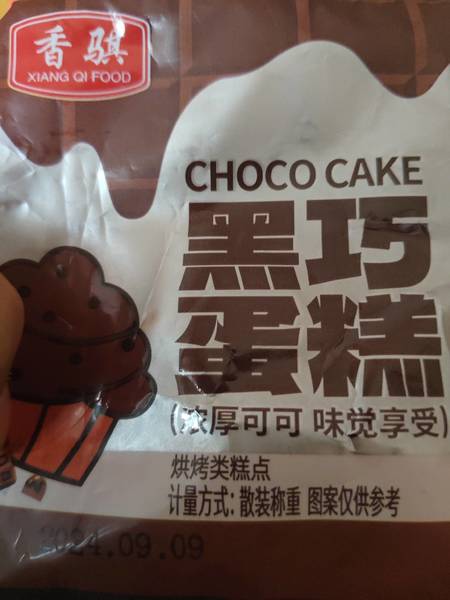 香骐
XIANG QI FOOD
CHOCO CAKE
黑巧
蛋糕
(浓厚可可 味觉享受)
烘烤类糕点
计量方式: 散装称重 图案仅供参考
2024.09.09